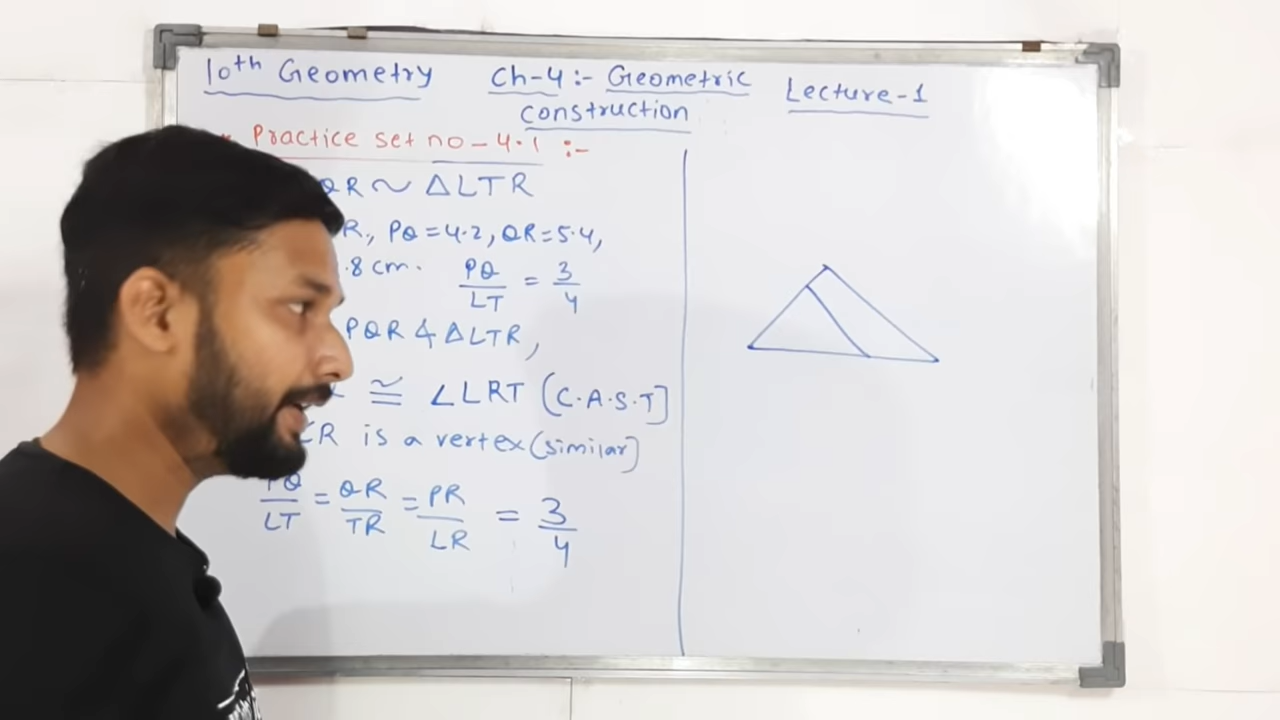 10th Geometry Ch-4:- Geometric construction Lecture-1
Practice set no - 4.1 :-
QR ~ △LTR
R., PQ = 4.2, QR = 5.4,
.8 cm. PQ/LT = 3/4
PQR & △LTR,
≅ ∠LRT (C.A.S.T]
∠R is a vertex (similar]
PQ/LT = QR/TR = PR/LR = 3/4